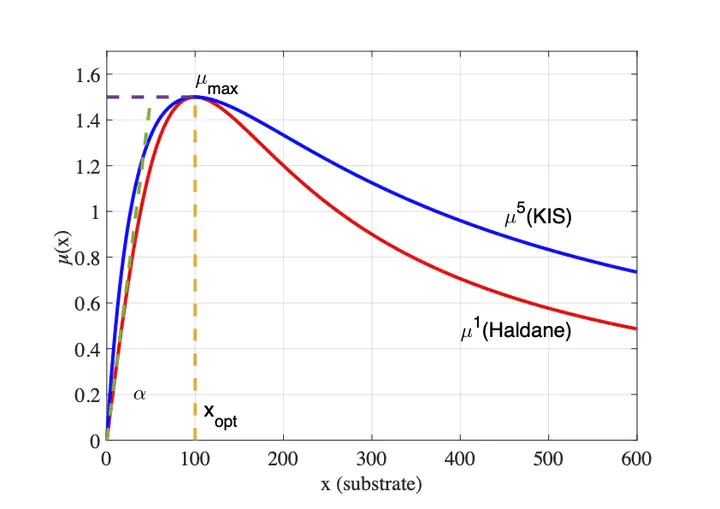 1.6
μmax
1.4
1.2
1
μ⁵(KIS)
μ(x)
0.8
0.6
μ¹(Haldane)
0.4
0.2
α
xopt
0
0 100 200 300 400 500 600
x (substrate)